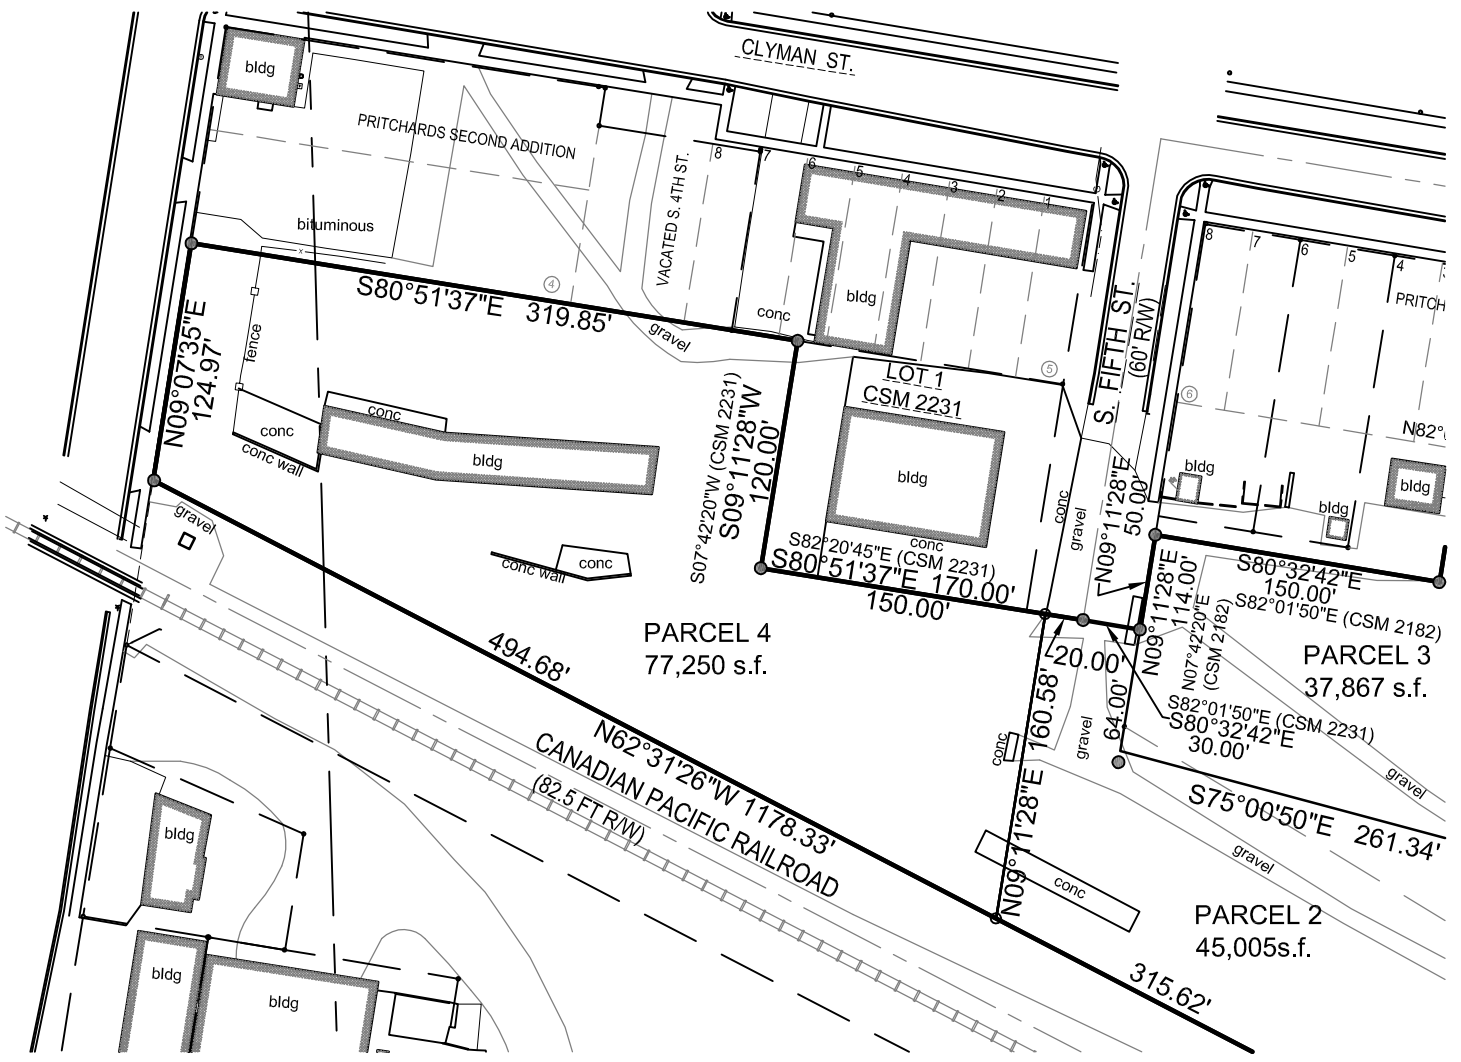 CLYMAN ST.
bldg
PRITCHARDS SECOND ADDITION
VACATED S. 4TH ST.
8
7
6
5
4
3
2
1
bituminous
S80°51'37"E 319.85'
4
gravel
conc
bldg
S. FIFTH ST.
(60' R/W)
8
7
6
5
4
PRITCH
6
N82°
N09°07'35"E
124.97'
fence
conc
conc
conc wall
bldg
S07°42'20"W (CSM 2231)
S09°11'28"W
120.00'
LOT 1
CSM 2231
5
bldg
conc
conc
gravel
N09°11'28"E
50.00'
bldg
bldg
bldg
gravel
conc wall
conc
S82°20'45"E (CSM 2231)
S80°51'37"E 170.00'
150.00'
S80°32'42"E
150.00'
S82°01'50"E (CSM 2182)
N09°11'28"E
114.00'
N07°42'20"E
(CSM 2182)
PARCEL 3
37,867 s.f.
PARCEL 4
77,250 s.f.
20.00'
64.00'
S82°01'50"E (CSM 2231)
S80°32'42"E
30.00'
gravel
gravel
conc
N09°11'28"E 160.58'
494.68'
N62°31'26"W 1178.33'
CANADIAN PACIFIC RAILROAD
(82.5 FT R/W)
S75°00'50"E 261.34'
gravel
conc
PARCEL 2
45,005s.f.
315.62'
bldg
bldg
bldg